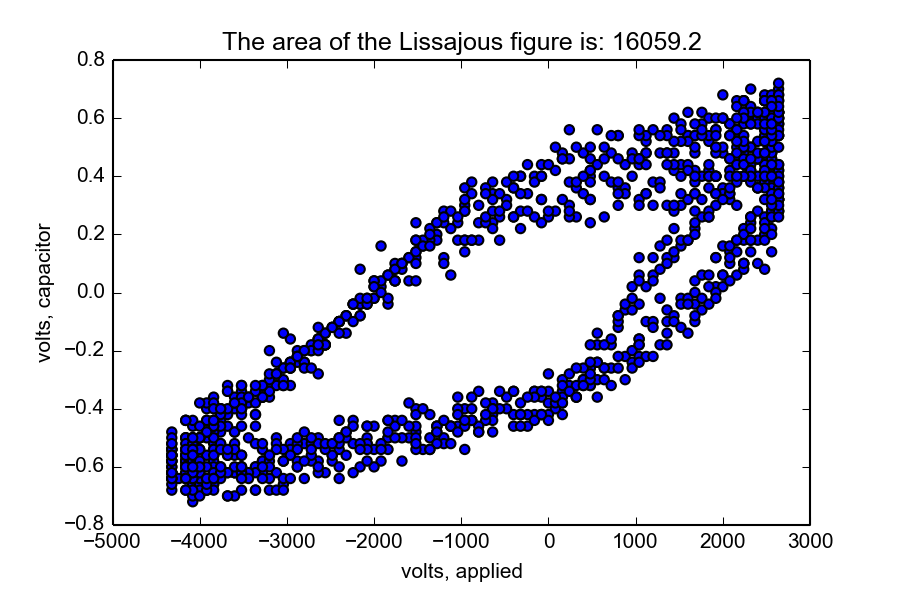 The area of the Lissajous figure is: 16059.2
0.8
0.6
0.4
0.2
0.0
−0.2
−0.4
−0.6
−0.8
−5000 −4000 −3000 −2000 −1000 0 1000 2000 3000
volts, applied
volts, capacitor